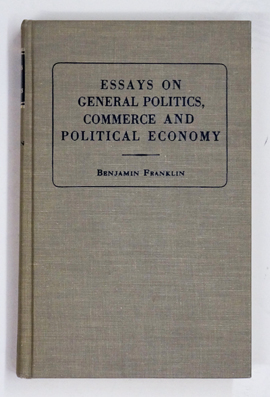 ESSAYS ON
GENERAL POLITICS,
COMMERCE AND
POLITICAL ECONOMY
BENJAMIN FRANKLIN